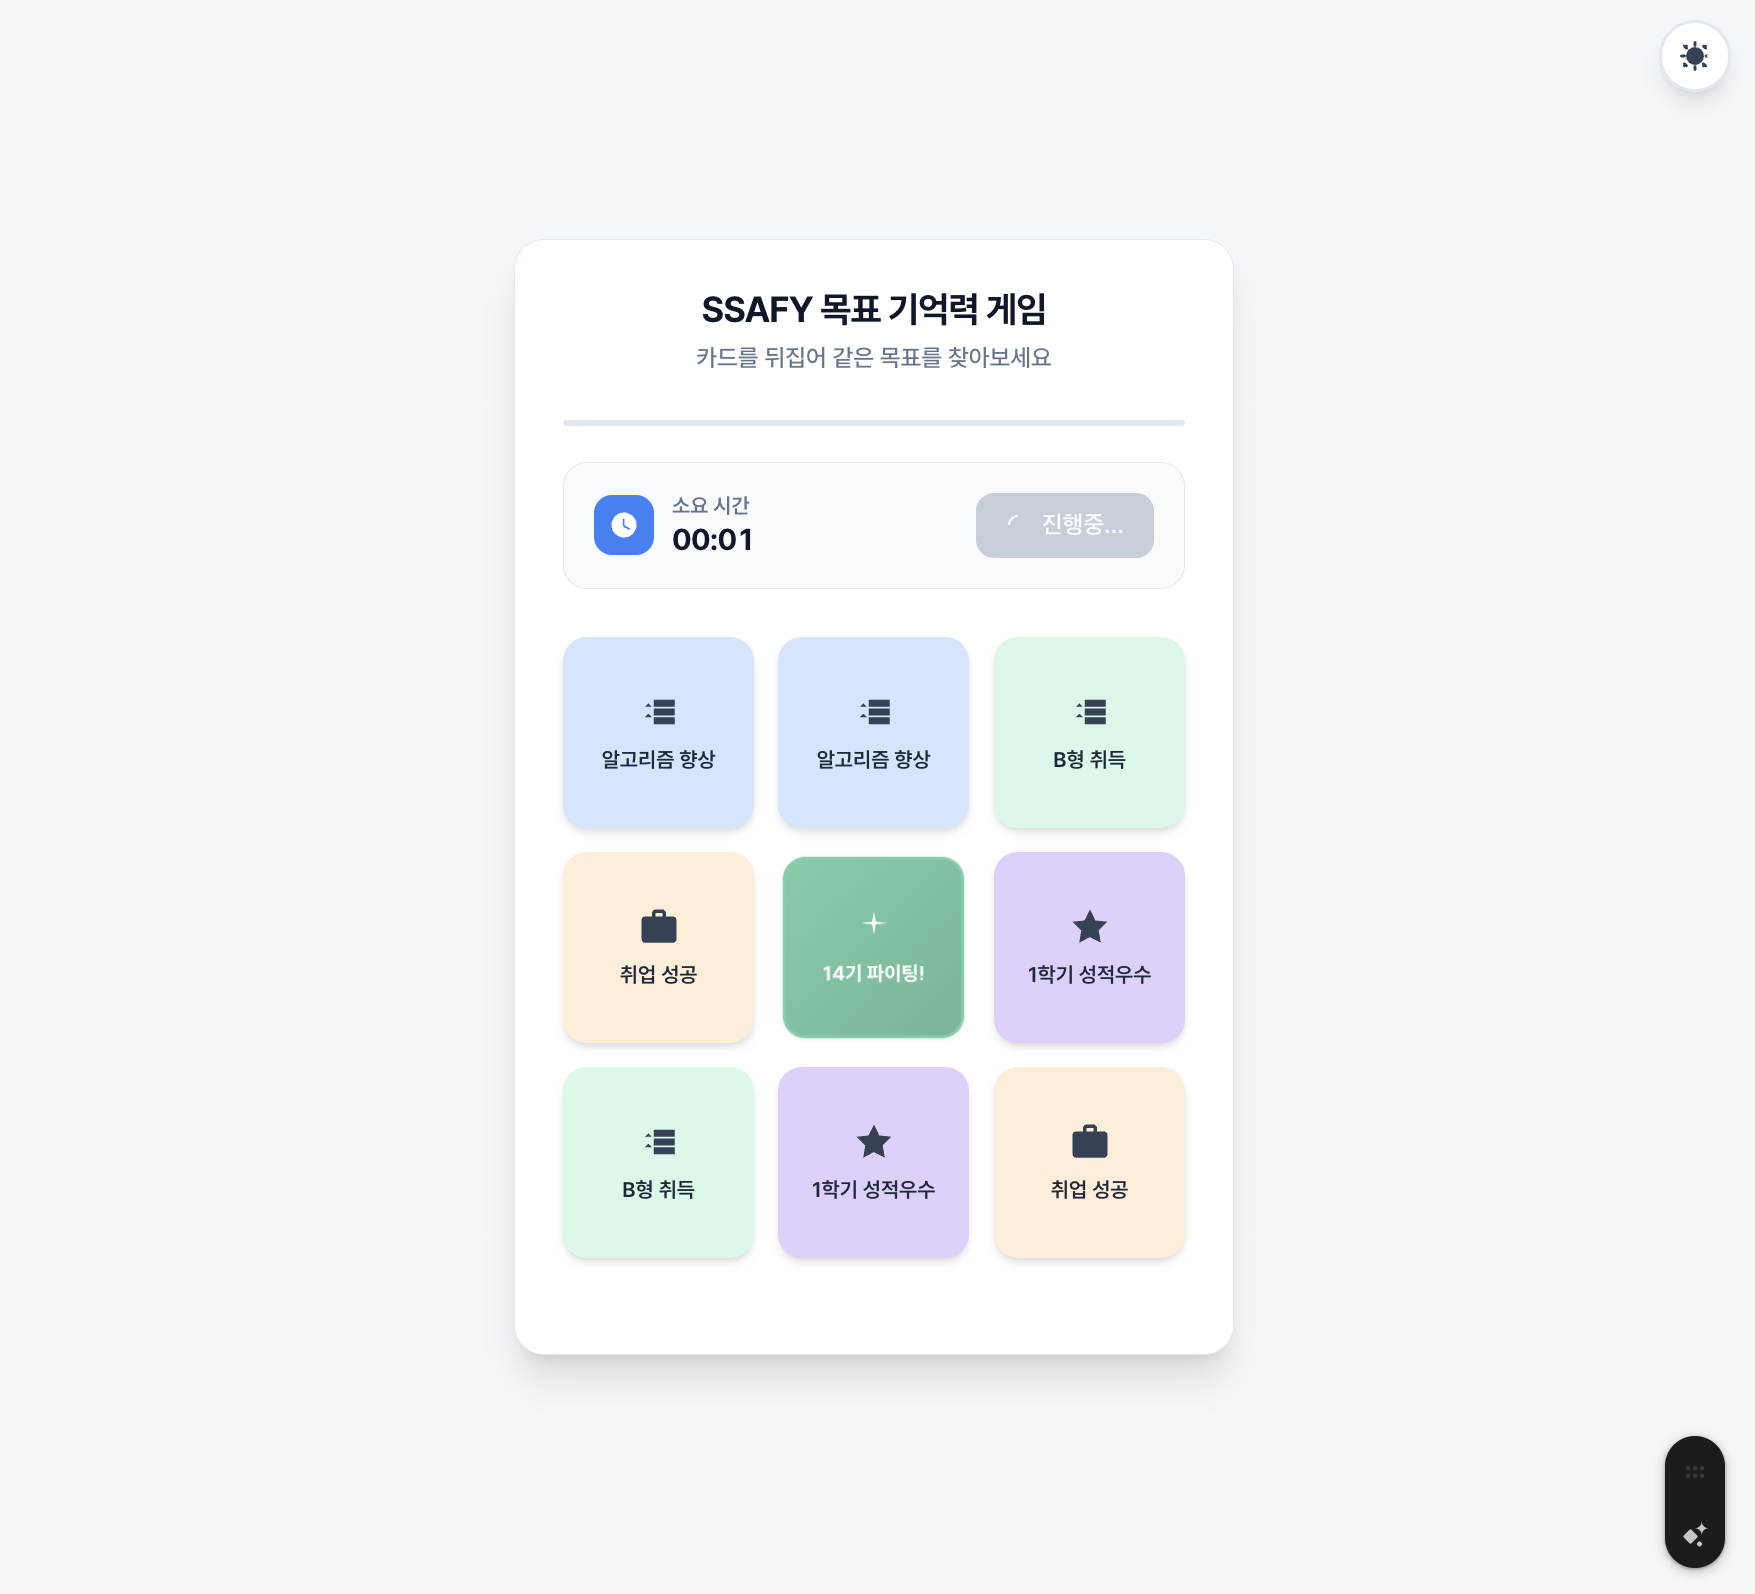 SSAFY 목표 기억력 게임
카드를 뒤집어 같은 목표를 찾아보세요
소요 시간
00:01
진행중...
알고리즘 향상
알고리즘 향상
B형 취득
취업 성공
14기 파이팅!
1학기 성적우수
B형 취득
1학기 성적우수
취업 성공